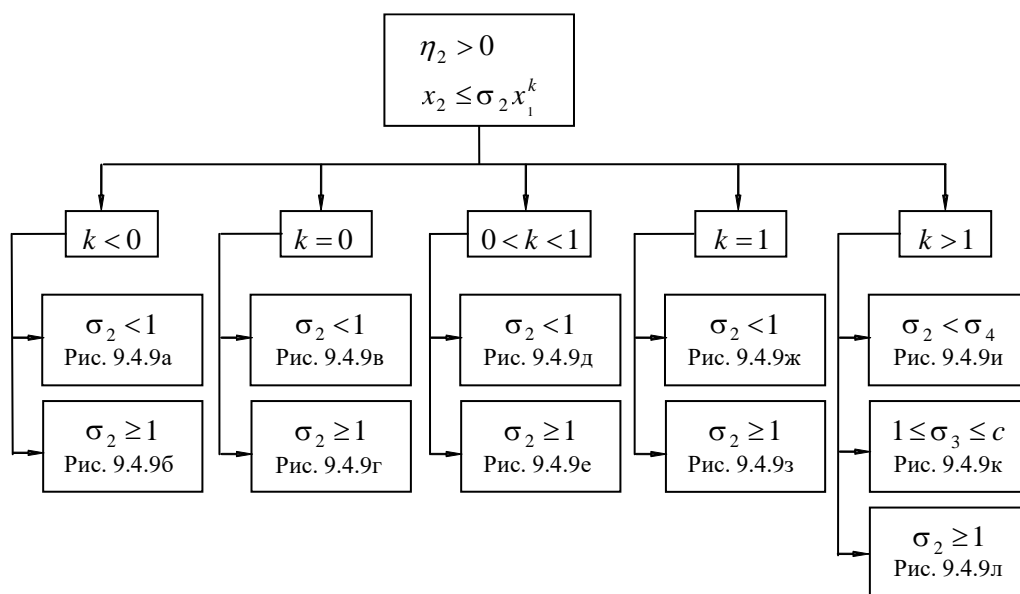 η₂ > 0
x₂ ≤ σ₂ x₁ᵏ
k < 0
k = 0
0 < k < 1
k = 1
k > 1
σ₂ < 1
Рис. 9.4.9а
σ₂ < 1
Рис. 9.4.9в
σ₂ < 1
Рис. 9.4.9д
σ₂ < 1
Рис. 9.4.9ж
σ₂ < σ₄
Рис. 9.4.9и
σ₂ ≥ 1
Рис. 9.4.9б
σ₂ ≥ 1
Рис. 9.4.9г
σ₂ ≥ 1
Рис. 9.4.9е
σ₂ ≥ 1
Рис. 9.4.9з
1 ≤ σ₃ ≤ c
Рис. 9.4.9к
σ₂ ≥ 1
Рис. 9.4.9л